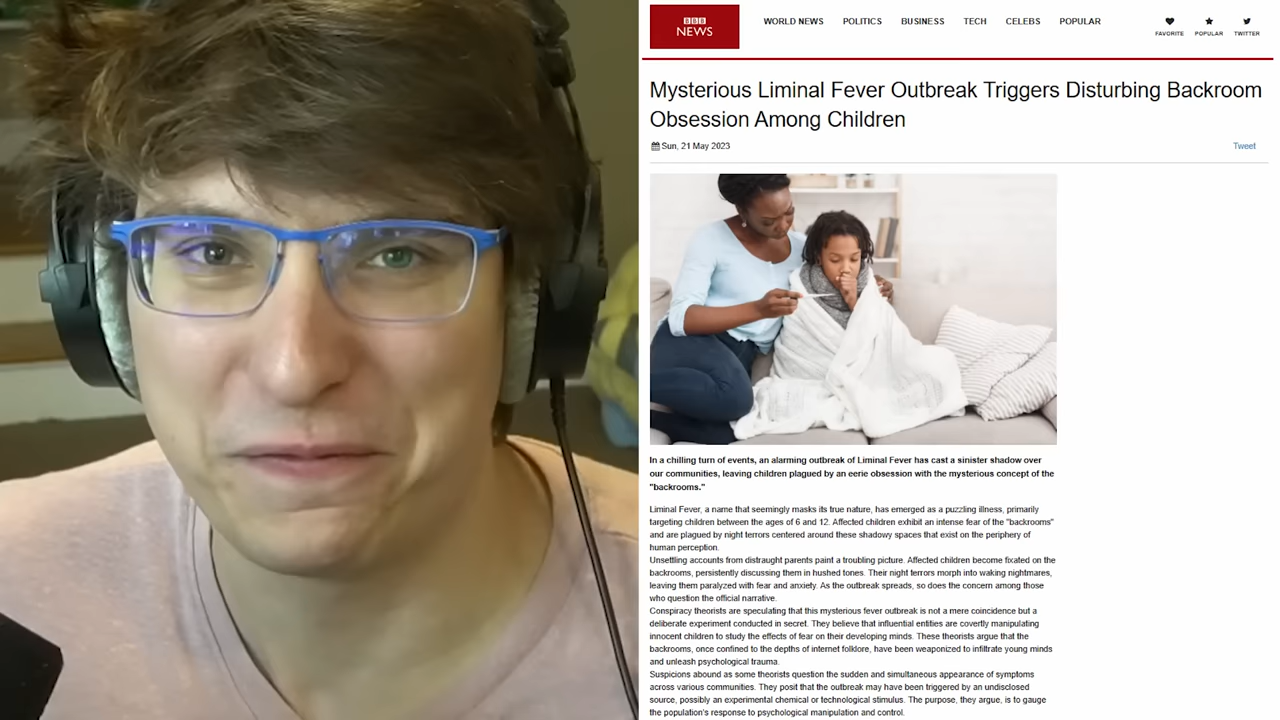 BBC
NEWS
WORLD NEWS POLITICS BUSINESS TECH CELEBS POPULAR
FAVORITE POPULAR TWITTER
Mysterious Liminal Fever Outbreak Triggers Disturbing Backroom
Obsession Among Children
Sun, 21 May 2023
Tweet
In a chilling turn of events, an alarming outbreak of Liminal Fever has cast a sinister shadow over
our communities, leaving children plagued by an eerie obsession with the mysterious concept of the
"backrooms."
Liminal Fever, a name that seemingly masks its true nature, has emerged as a puzzling illness, primarily
targeting children between the ages of 6 and 12. Affected children exhibit an intense fear of the "backrooms"
and are plagued by night terrors centered around these shadowy spaces that exist on the periphery of
human perception.
Unsettling accounts from distraught parents paint a troubling picture. Affected children become fixated on the
backrooms, persistently discussing them in hushed tones. Their night terrors morph into waking nightmares,
leaving them paralyzed with fear and anxiety. As the outbreak spreads, so does the concern among those
who question the official narrative.
Conspiracy theorists are speculating that this mysterious fever outbreak is not a mere coincidence but a
deliberate experiment conducted in secret. They believe that influential entities are covertly manipulating
innocent children to study the effects of fear on their developing minds. These theorists argue that the
backrooms, once confined to the depths of internet folklore, have been weaponized to infiltrate young minds
and unleash psychological trauma.
Suspicions abound as some theorists question the sudden and simultaneous appearance of symptoms
across various communities. They posit that the outbreak may have been triggered by an undisclosed
source, possibly an experimental chemical or technological stimulus. The purpose, they argue, is to gauge
the population's response to psychological manipulation and control.